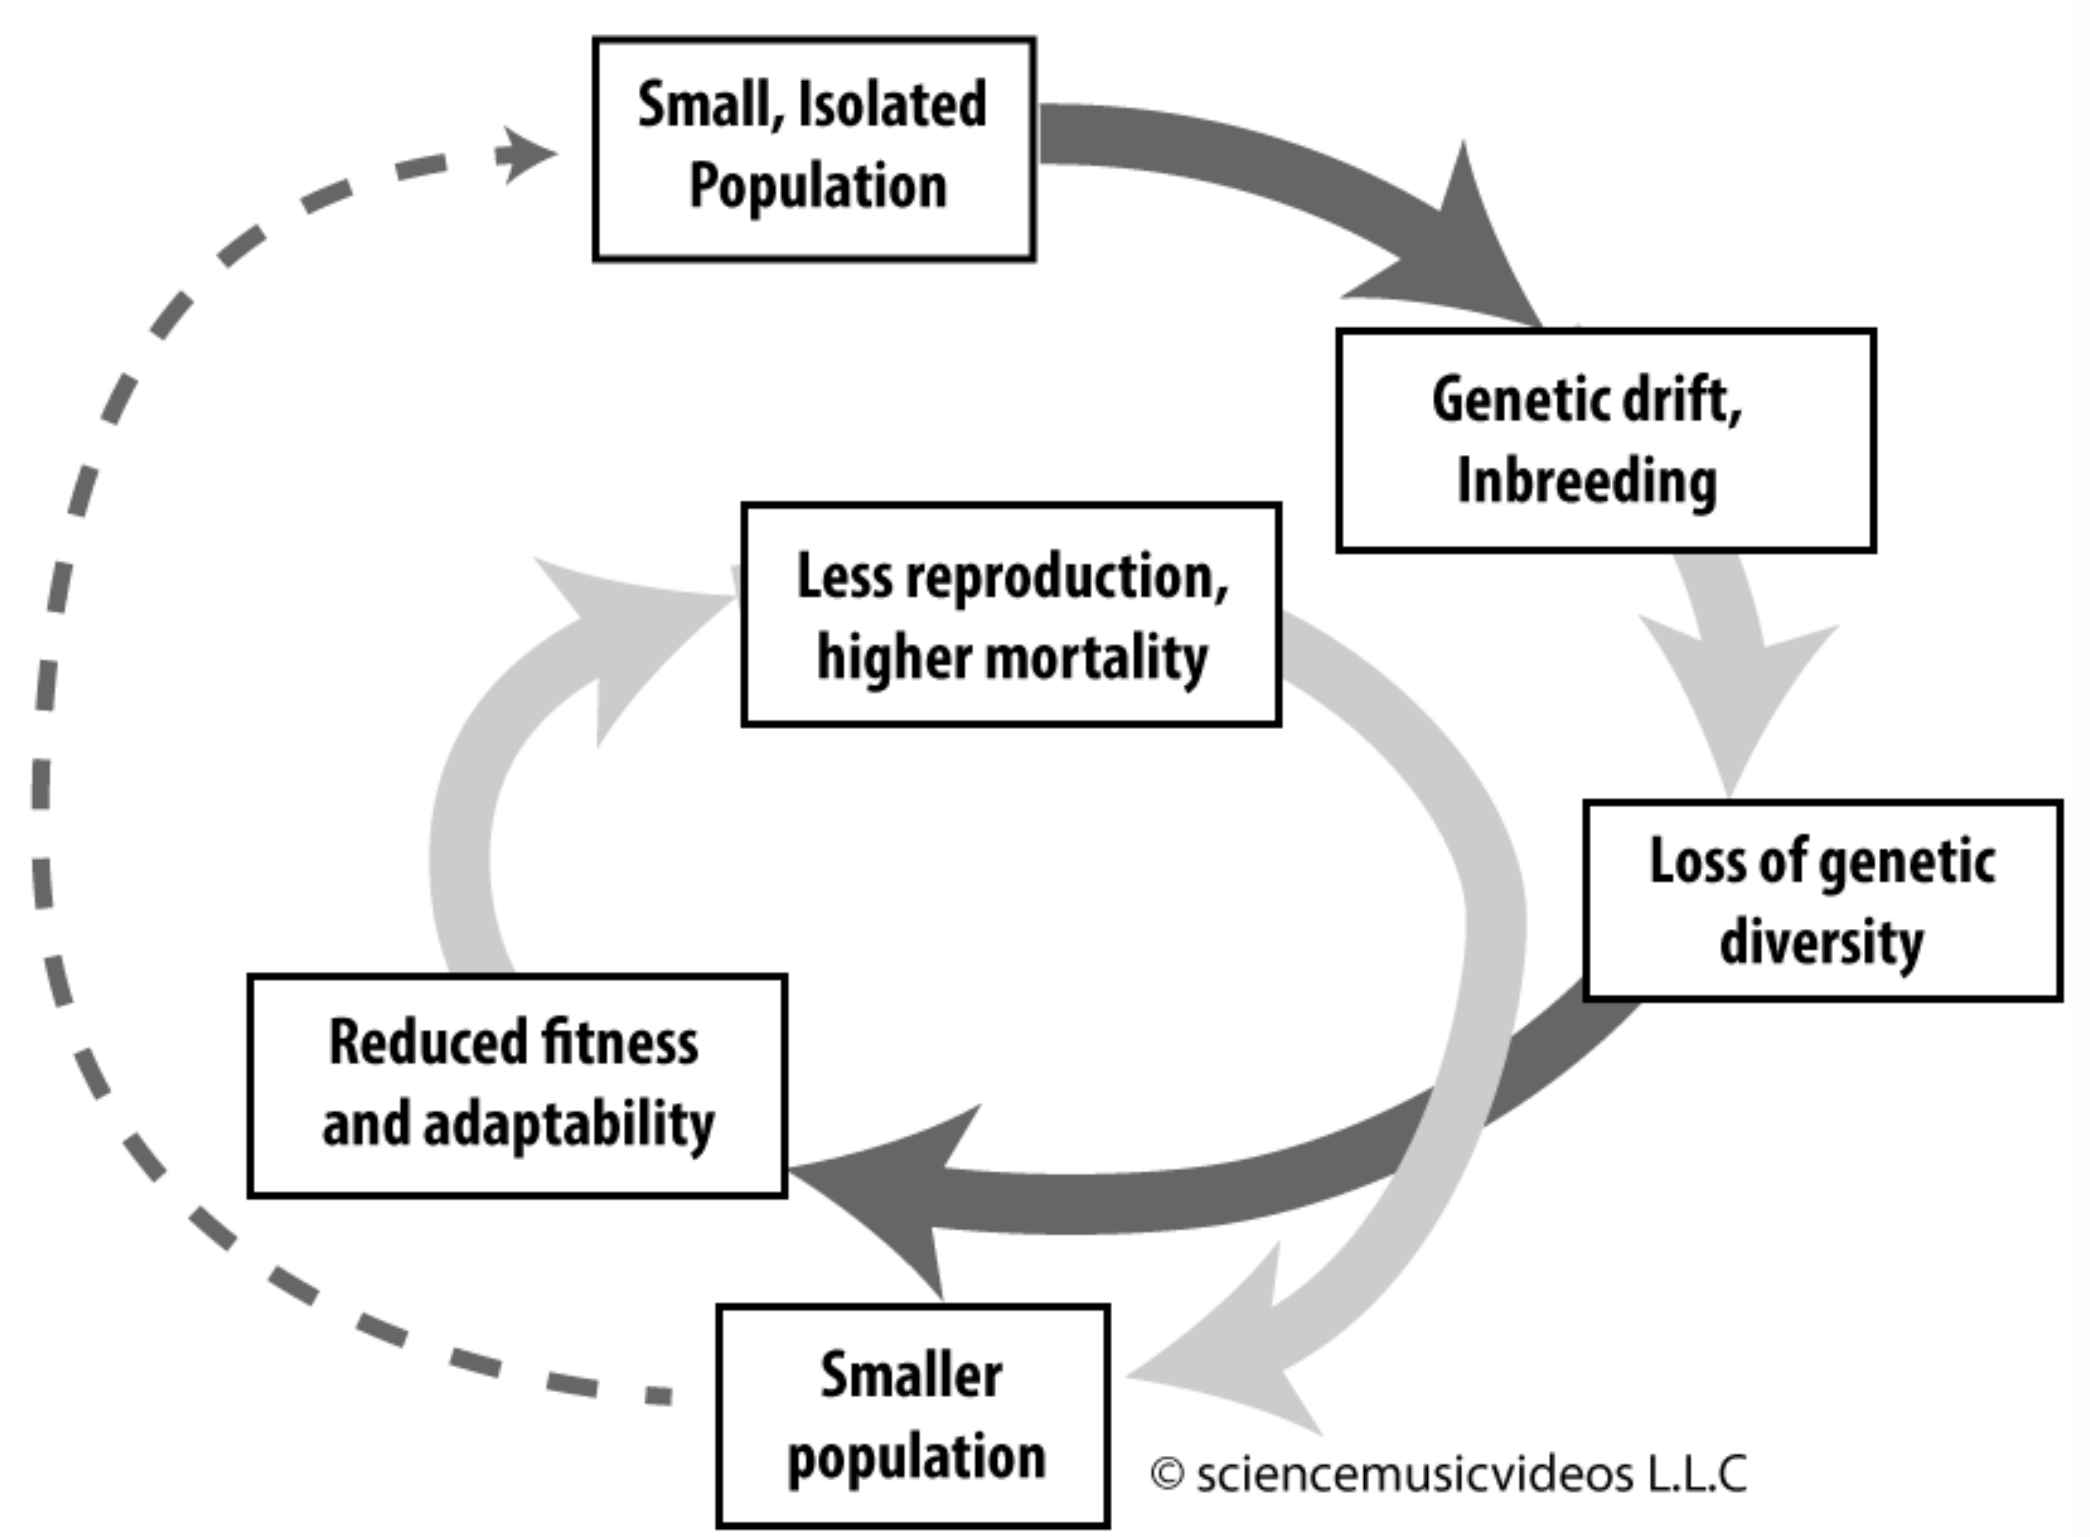 Small, Isolated
Population
Genetic drift,
Inbreeding
Less reproduction,
higher mortality
Loss of genetic
diversity
Reduced fitness
and adaptability
Smaller
population
© sciencemusicvideos L.L.C